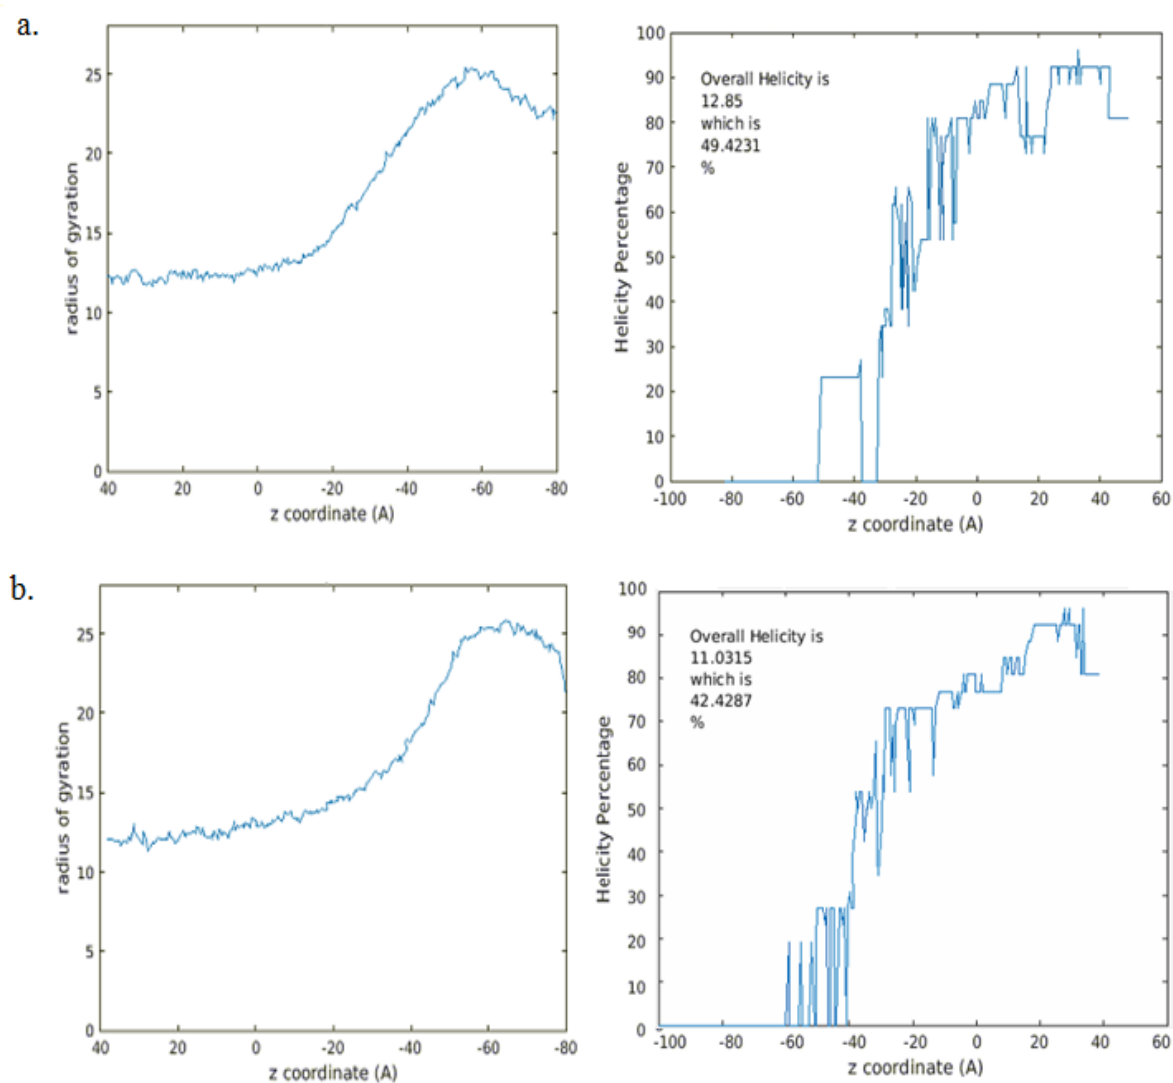 a.
25
20
15
10
5
0
40 20 0 -20 -40 -60 -80
radius of gyration
z coordinate (A)
100
90
80
70
60
50
40
30
20
10
0
-100 -80 -60 -40 -20 0 20 40 60
Helicity Percentage
z coordinate (A)
Overall Helicity is
12.85
which is
49.4231
%
b.
25
20
15
10
5
0
40 20 0 -20 -40 -60 -80
radius of gyration
z coordinate (A)
100
90
80
70
60
50
40
30
20
10
0
-100 -80 -60 -40 -20 0 20 40 60
Helicity Percentage
z coordinate (A)
Overall Helicity is
11.0315
which is
42.4287
%